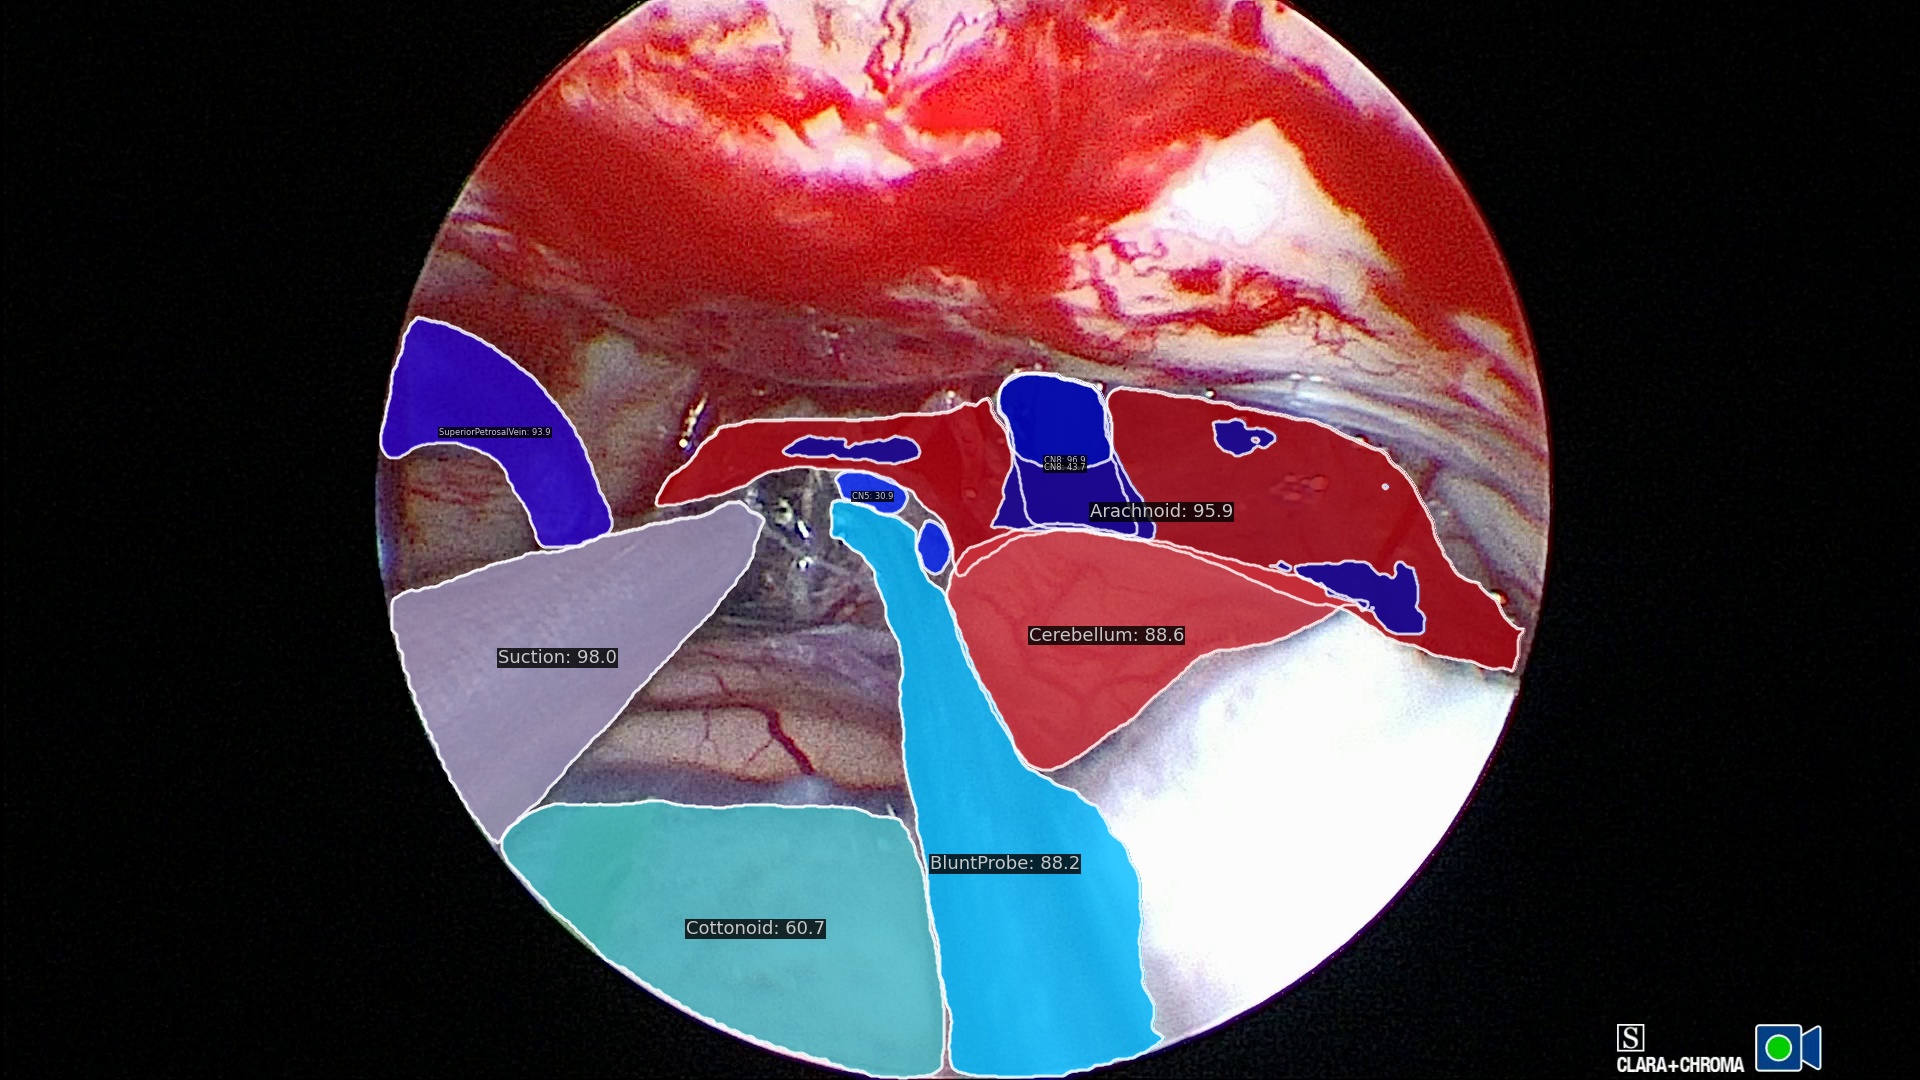 SuperiorPetrosalVein: 93.9
CN8: 96.9
CN8: 43.7
CN5: 30.9
Arachnoid: 95.9
Cerebellum: 88.6
Suction: 98.0
BluntProbe: 88.2
Cottonoid: 60.7
S
CLARA+CHROMA